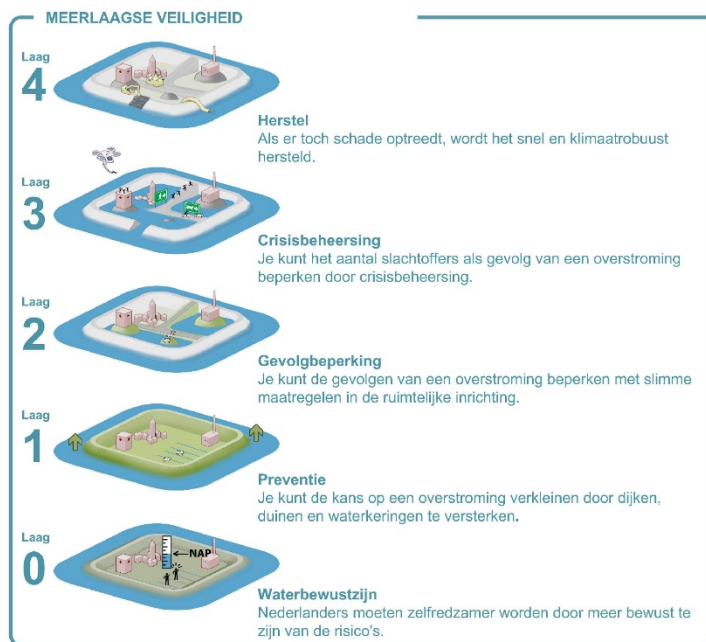 MEERLAAGSE VEILIGHEID
Laag
4
Herstel
Als er toch schade optreedt, wordt het snel en klimaatrobuust
hersteld.
Laag
3
Crisisbeheersing
Je kunt het aantal slachtoffers als gevolg van een overstroming
beperken door crisisbeheersing.
Laag
2
Gevolgbeperking
Je kunt de gevolgen van een overstroming beperken met slimme
maatregelen in de ruimtelijke inrichting.
Laag
1
Preventie
Je kunt de kans op een overstroming verkleinen door dijken,
duinen en waterkeringen te versterken.
Laag
0
NAP
Waterbewustzijn
Nederlanders moeten zelfredzamer worden door meer bewust te
zijn van de risico's.